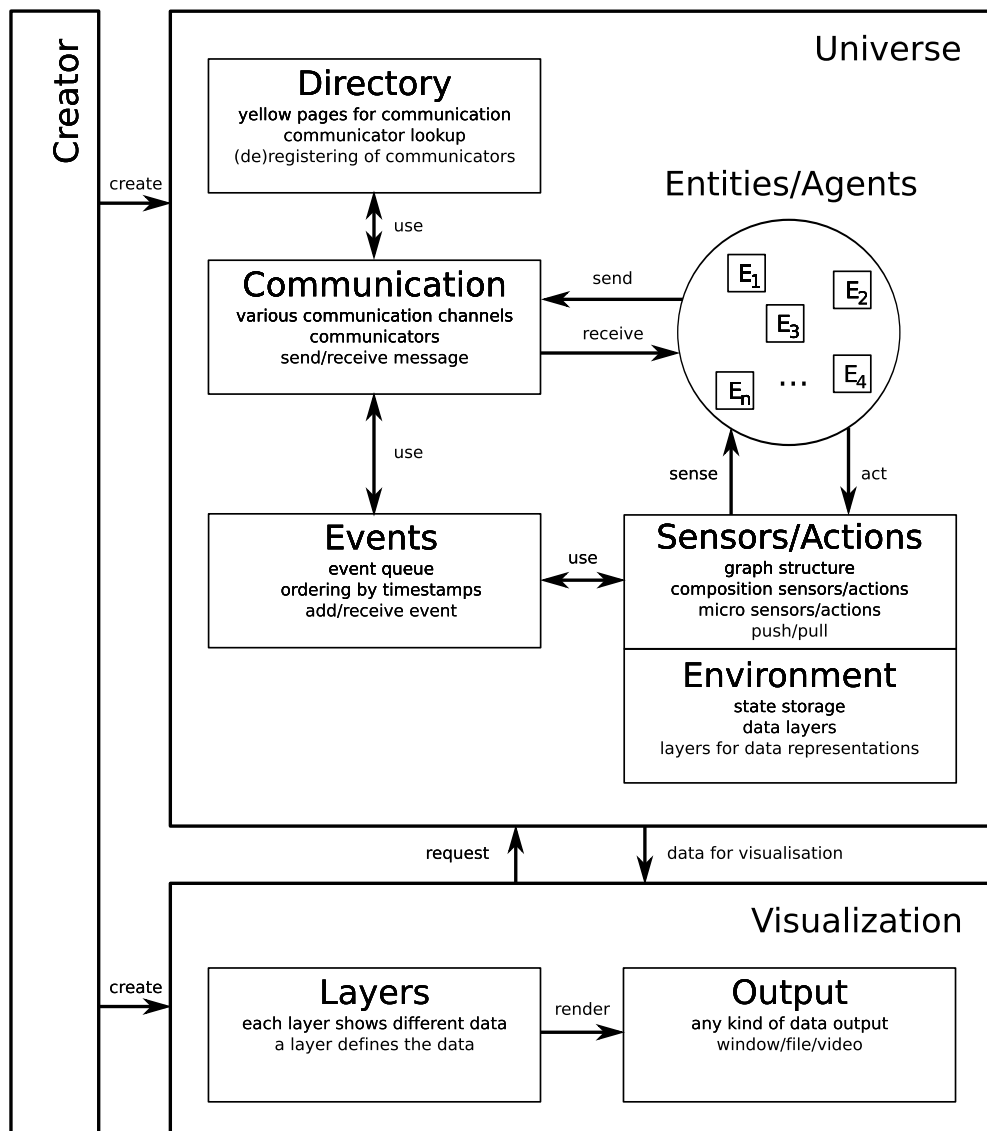 Creator
Universe
Directory
yellow pages for communication
communicator lookup
(de)registering of communicators
create
use
Entities/Agents
E1
E2
E3
E4
En
...
Communication
various communication channels
communicators
send/receive message
send
receive
use
sense
act
Events
event queue
ordering by timestamps
add/receive event
use
Sensors/Actions
graph structure
composition sensors/actions
micro sensors/actions
push/pull
Environment
state storage
data layers
layers for data representations
request
data for visualisation
Visualization
create
Layers
each layer shows different data
a layer defines the data
render
Output
any kind of data output
window/file/video